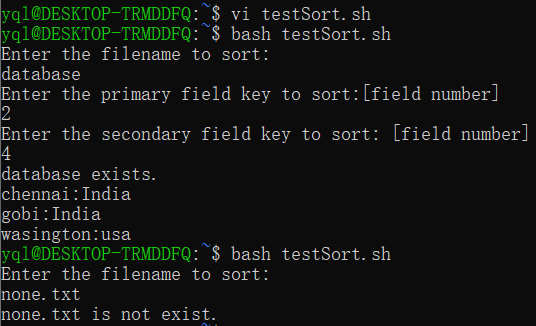 yql@DESKTOP-TRMDDFQ:~$ vi testSort.sh
yql@DESKTOP-TRMDDFQ:~$ bash testSort.sh
Enter the filename to sort:
database
Enter the primary field key to sort:[field number]
2
Enter the secondary field key to sort: [field number]
4
database exists.
chennai:India
gobi:India
wasington:usa
yql@DESKTOP-TRMDDFQ:~$ bash testSort.sh
Enter the filename to sort:
none.txt
none.txt is not exist.